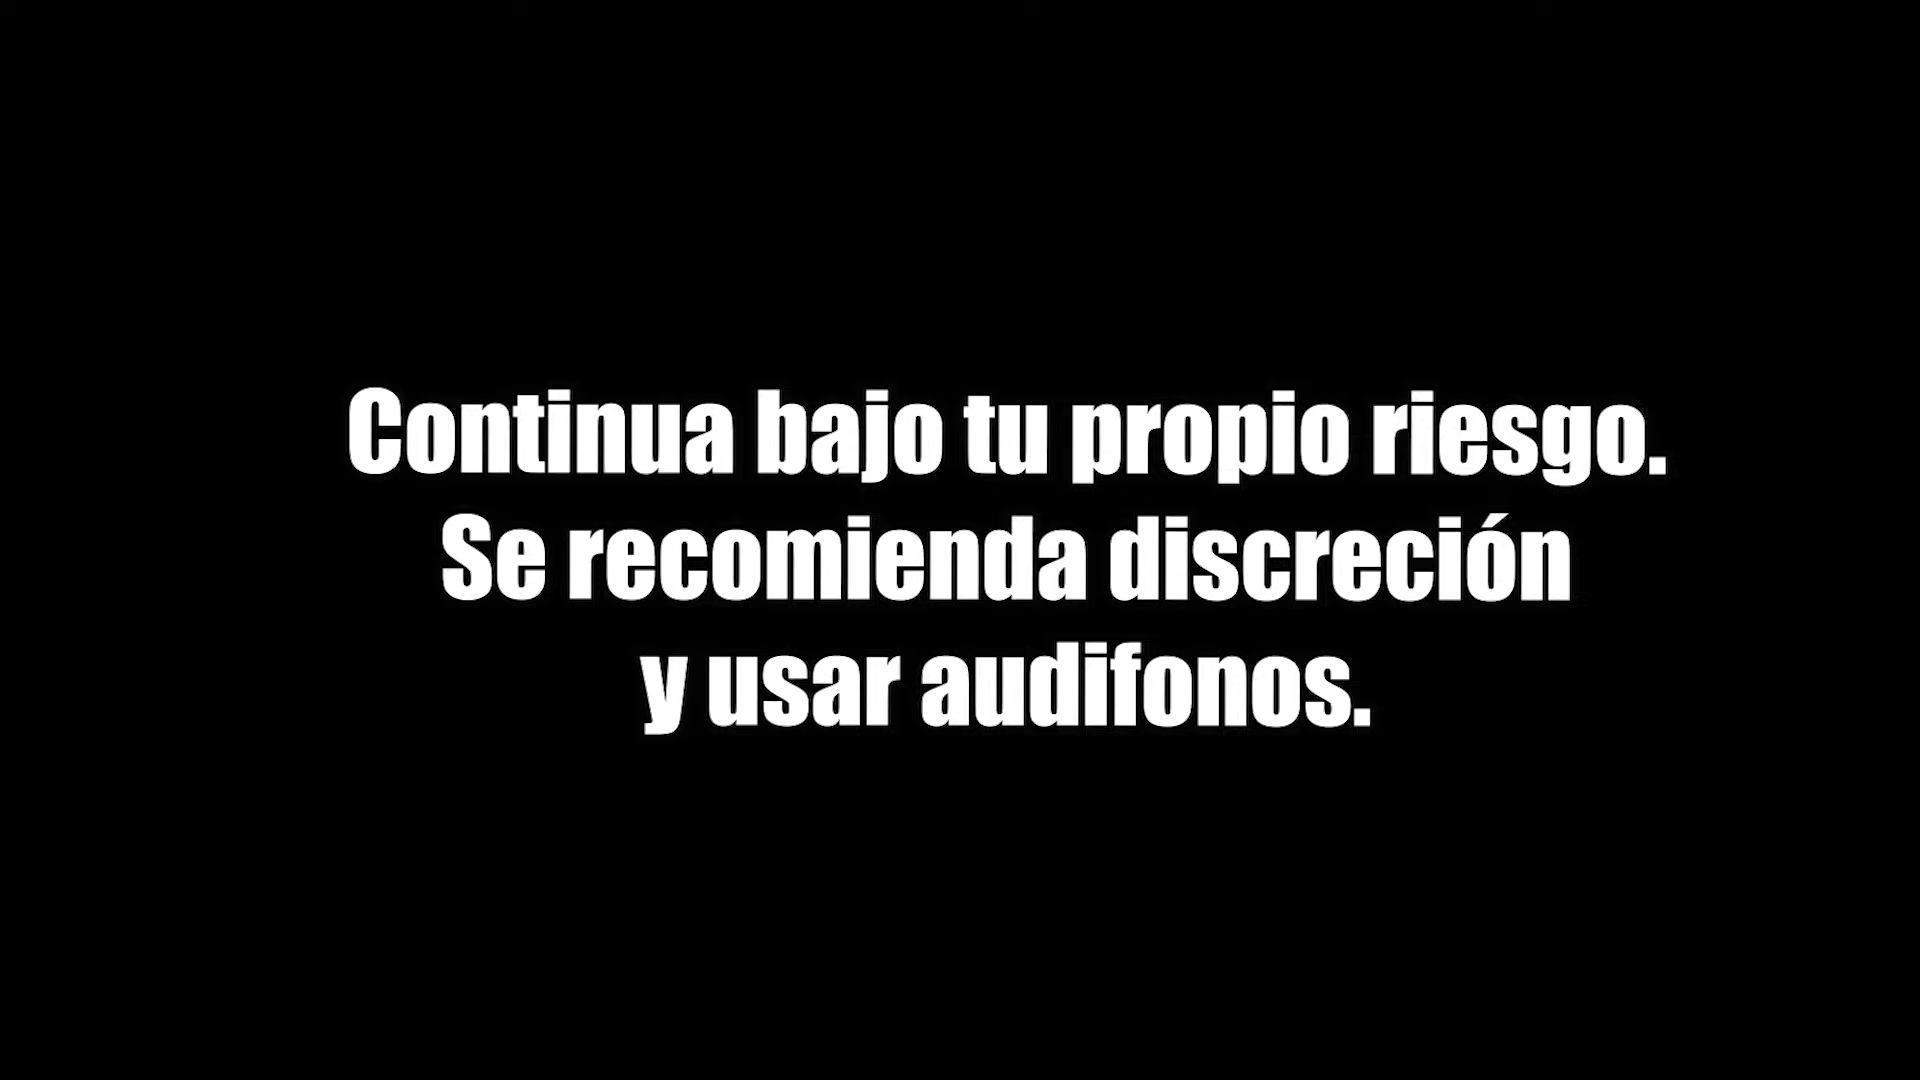 Continua bajo tu propio riesgo.
Se recomienda discreción
y usar audifonos.